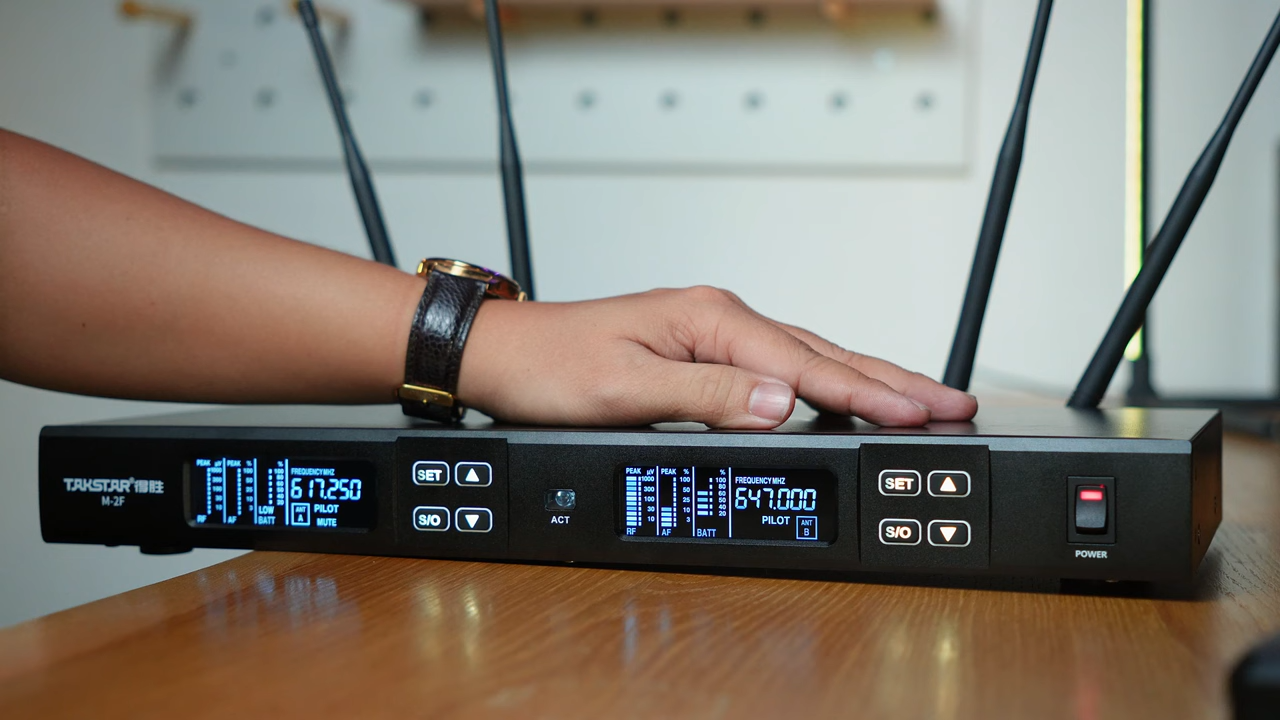 TAKSTAR® 得胜
M-2F
PEAK μV PEAK % % FREQUENCY MHZ
617.250
PILOT
LOW ANT
RF AF BATT A MUTE
SET ▲
S/O ▼
ACT
PEAK μV PEAK % % FREQUENCY MHZ
1000 100 100
300 50 80
100 25 60
30 10 40
10 3 20
647.000
PILOT ANT
RF AF BATT B
SET ▲
S/O ▼
POWER